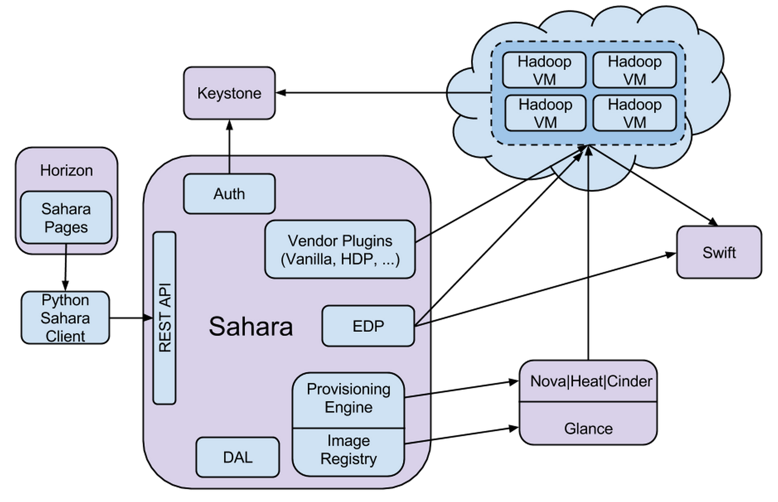 Hadoop
VM
Hadoop
VM
Hadoop
VM
Hadoop
VM
Keystone
Horizon
Sahara
Pages
Python
Sahara
Client
Auth
Vendor Plugins
(Vanilla, HDP, ...)
REST API
Sahara
EDP
Provisioning
Engine
Image
Registry
DAL
Swift
Nova|Heat|Cinder
Glance